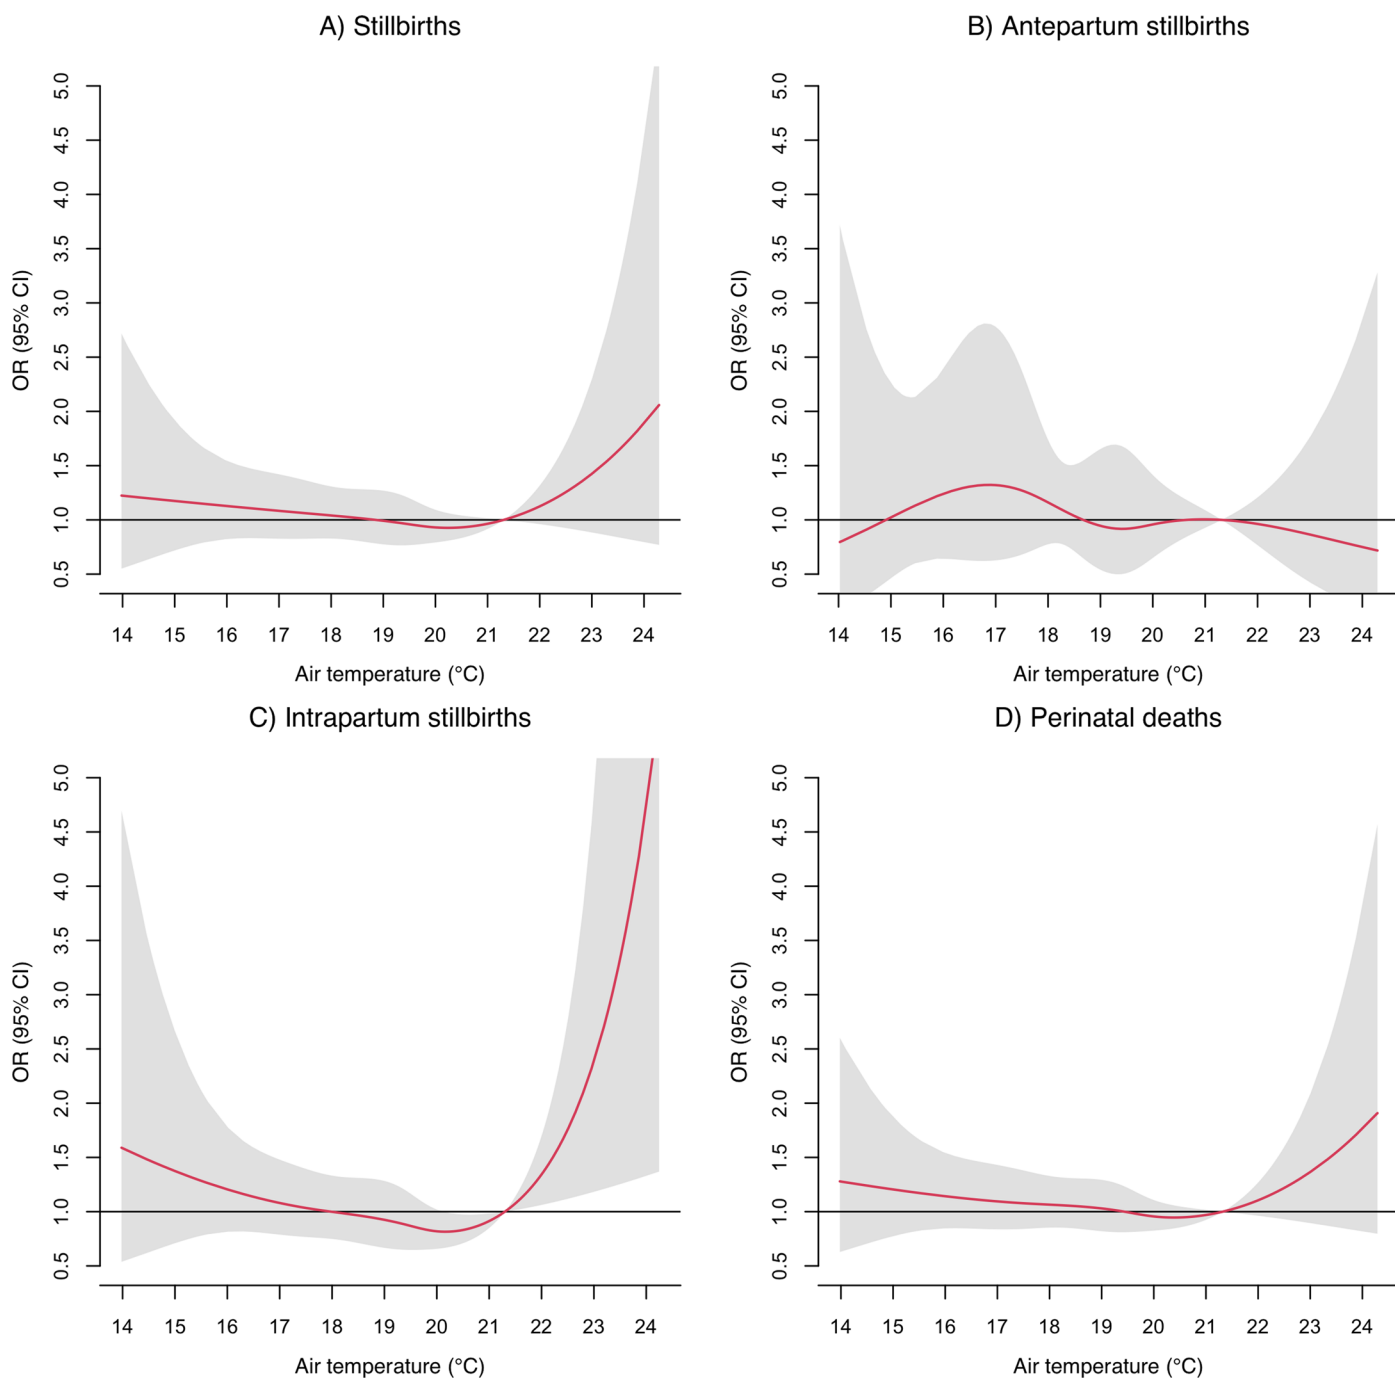 A) Stillbirths
OR (95% CI)
5.0
4.5
4.0
3.5
3.0
2.5
2.0
1.5
1.0
0.5
14 15 16 17 18 19 20 21 22 23 24
Air temperature (°C)
B) Antepartum stillbirths
OR (95% CI)
5.0
4.5
4.0
3.5
3.0
2.5
2.0
1.5
1.0
0.5
14 15 16 17 18 19 20 21 22 23 24
Air temperature (°C)
C) Intrapartum stillbirths
OR (95% CI)
5.0
4.5
4.0
3.5
3.0
2.5
2.0
1.5
1.0
0.5
14 15 16 17 18 19 20 21 22 23 24
Air temperature (°C)
D) Perinatal deaths
OR (95% CI)
5.0
4.5
4.0
3.5
3.0
2.5
2.0
1.5
1.0
0.5
14 15 16 17 18 19 20 21 22 23 24
Air temperature (°C)